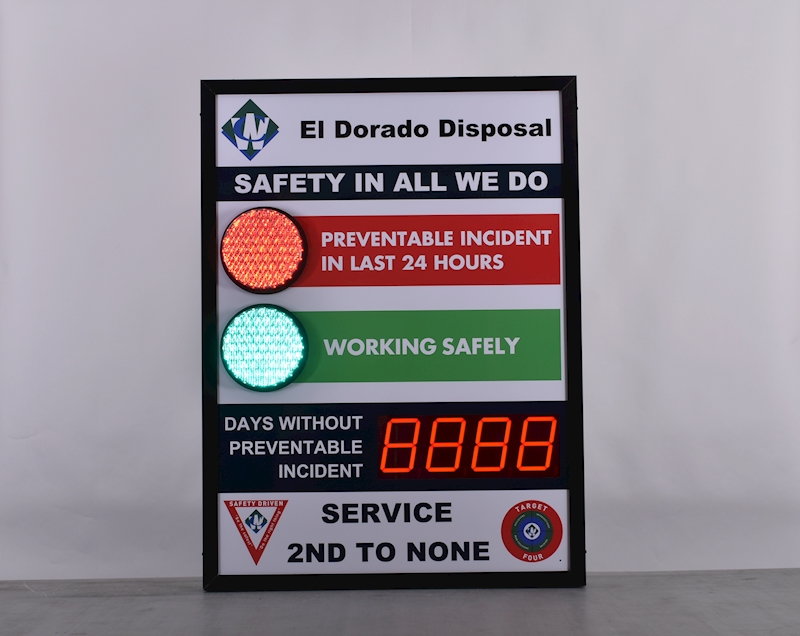 El Dorado Disposal
SAFETY IN ALL WE DO
PREVENTABLE INCIDENT
IN LAST 24 HOURS
WORKING SAFELY
DAYS WITHOUT
PREVENTABLE
INCIDENT
8888
SERVICE
2ND TO NONE
SAFETY DRIVEN
TARGET
FOUR